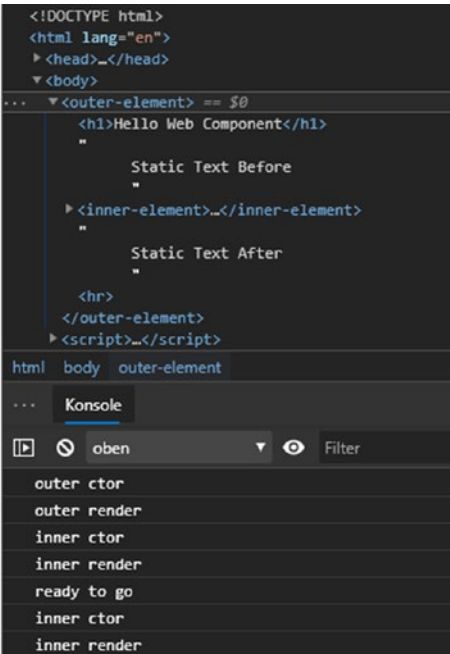 <!DOCTYPE html>
<html lang="en">
<head>…</head>
<body>
... <outer-element> == $0
<h1>Hello Web Component</h1>
"
Static Text Before
"
<inner-element>…</inner-element>
"
Static Text After
"
<hr>
</outer-element>
<script>…</script>
html body outer-element
... Konsole
oben Filter
outer ctor
outer render
inner ctor
inner render
ready to go
inner ctor
inner render